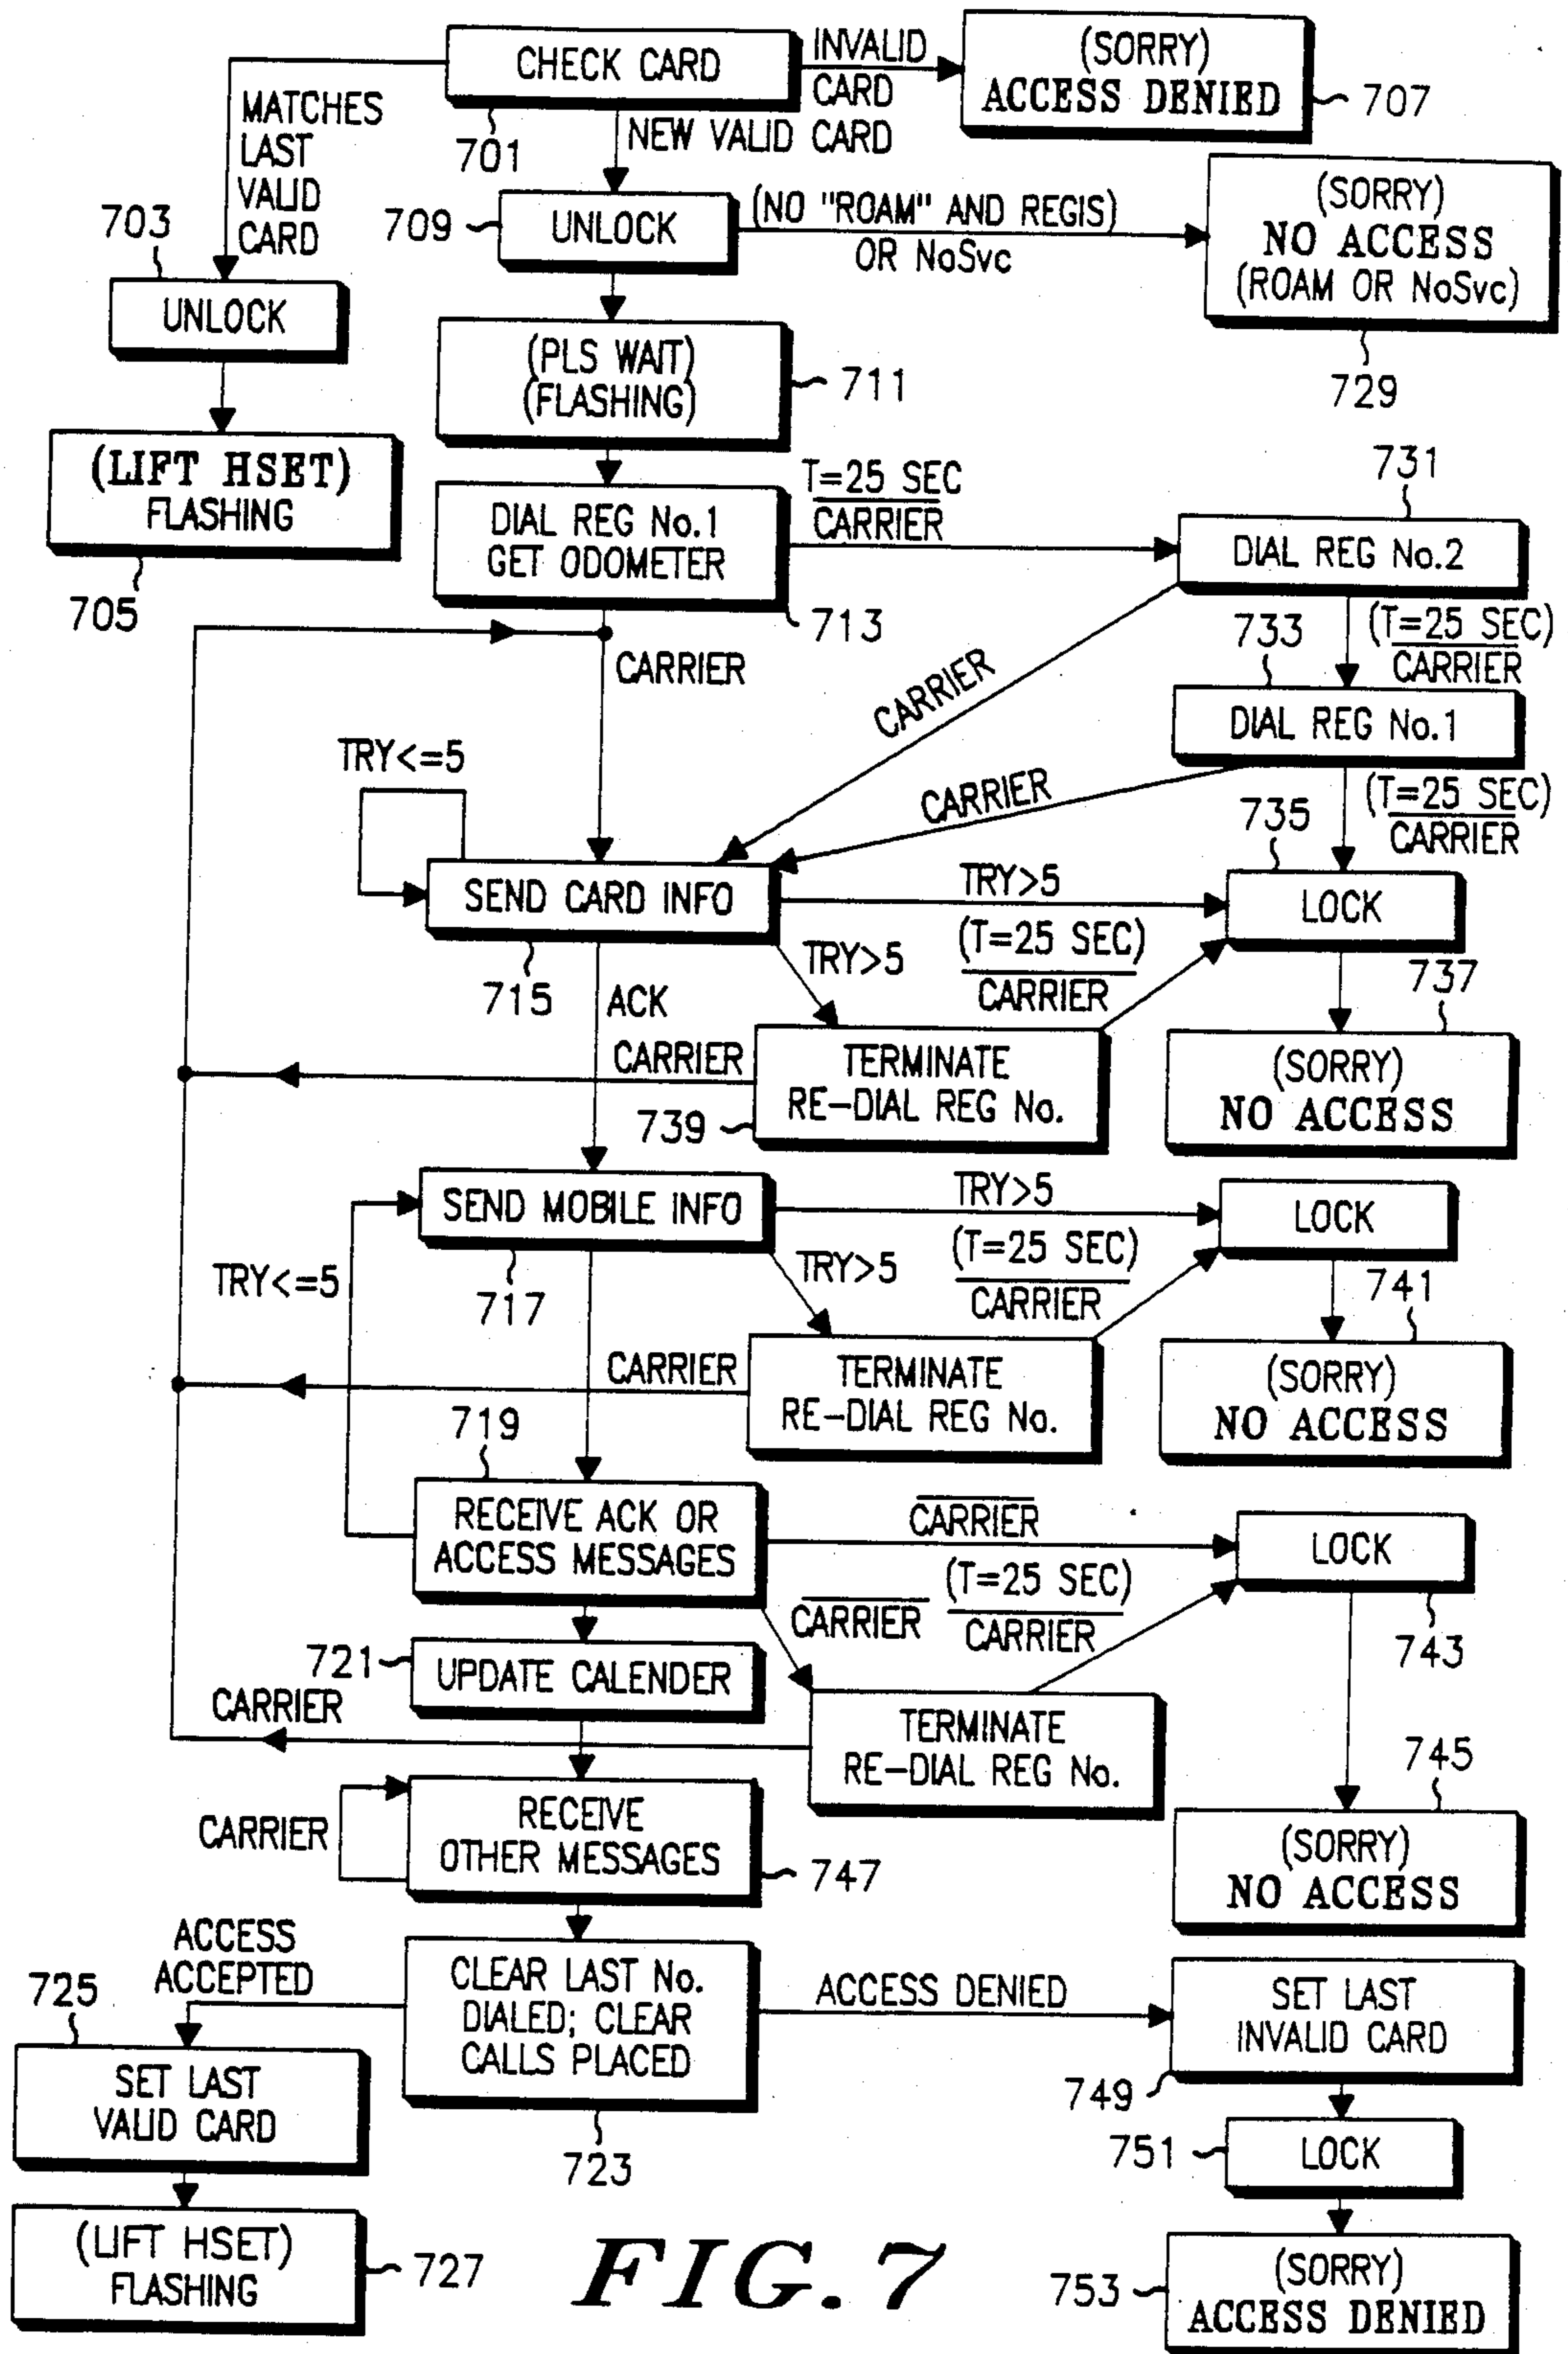 CHECK CARD
701
INVALID
CARD
(SORRY)
ACCESS DENIED
707
MATCHES
LAST
VALID
CARD
NEW VALID CARD
703
UNLOCK
(LIFT HSET)
FLASHING
705
709
UNLOCK
(NO "ROAM" AND REGIS)
OR NoSvc
(SORRY)
NO ACCESS
(ROAM OR NoSvc)
729
(PLS WAIT)
(FLASHING)
711
DIAL REG No.1
GET ODOMETER
713
T=25 SEC
CARRIER
731
DIAL REG No.2
CARRIER
CARRIER
733
(T=25 SEC)
CARRIER
DIAL REG No.1
CARRIER
735
(T=25 SEC)
CARRIER
TRY<=5
SEND CARD INFO
715
TRY>5
LOCK
TRY>5
(T=25 SEC)
CARRIER
737
(SORRY)
NO ACCESS
ACK
CARRIER
TERMINATE
RE-DIAL REG No.
739
SEND MOBILE INFO
717
TRY>5
LOCK
TRY<=5
TRY>5
(T=25 SEC)
CARRIER
741
(SORRY)
NO ACCESS
CARRIER
TERMINATE
RE-DIAL REG No.
719
RECEIVE ACK OR
ACCESS MESSAGES
CARRIER
LOCK
743
CARRIER
(T=25 SEC)
CARRIER
721
UPDATE CALENDER
CARRIER
TERMINATE
RE-DIAL REG No.
745
(SORRY)
NO ACCESS
CARRIER
RECEIVE
OTHER MESSAGES
747
ACCESS
ACCEPTED
CLEAR LAST No.
DIALED; CLEAR
CALLS PLACED
723
ACCESS DENIED
SET LAST
INVALID CARD
749
725
SET LAST
VALID CARD
751
LOCK
(LIFT HSET)
FLASHING
727
753
(SORRY)
ACCESS DENIED
FIG. 7